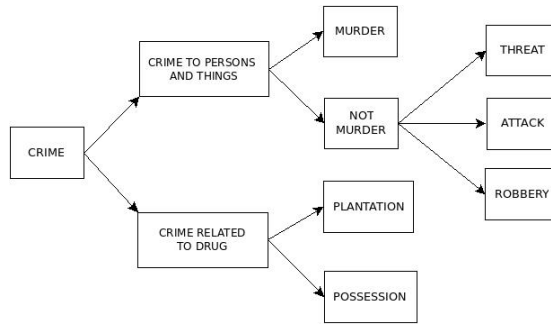 MURDER
THREAT
CRIME TO PERSONS
AND THINGS
NOT
MURDER
ATTACK
CRIME
ROBBERY
PLANTATION
CRIME RELATED
TO DRUG
POSSESSION